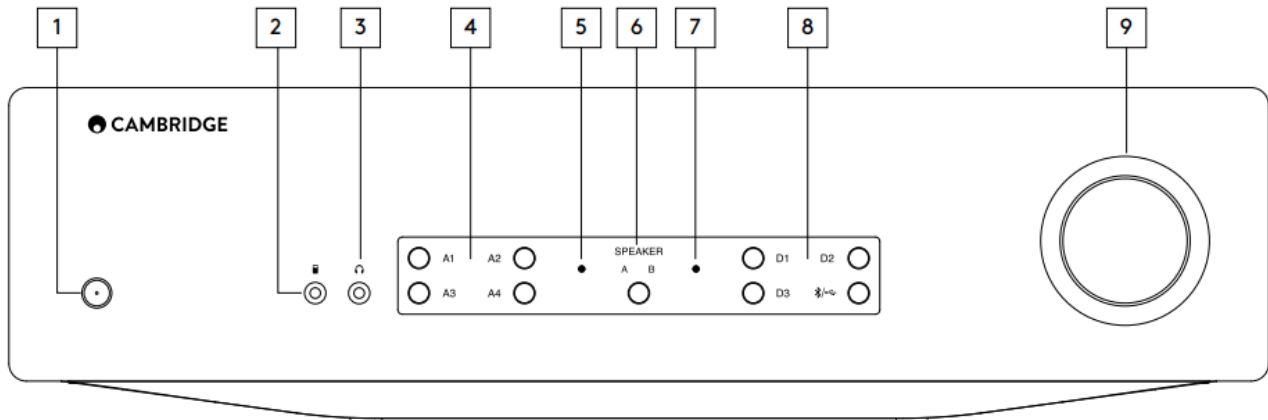 1 2 3 4 5 6 7 8 9
CAMBRIDGE
SPEAKER
A1 A2 A B D1 D2
A3 A4 D3